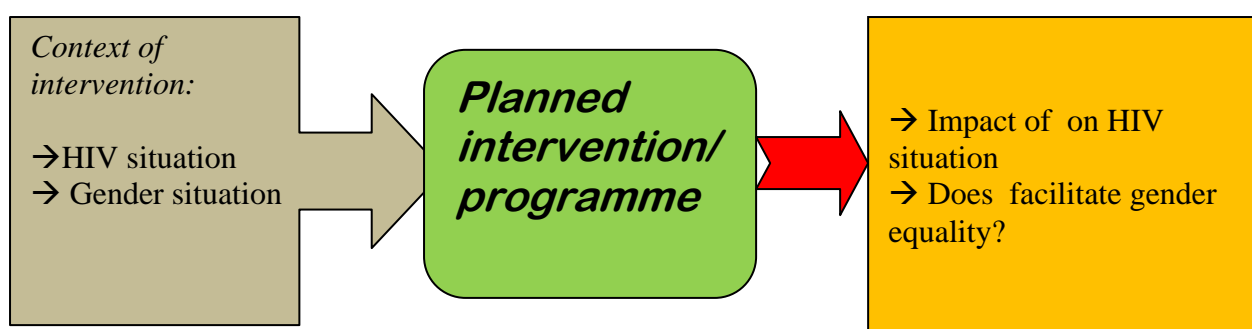 Context of
intervention:
→HIV situation
→ Gender situation
Planned
intervention/
programme
→ Impact of  on HIV
situation
→ Does  facilitate gender
equality?